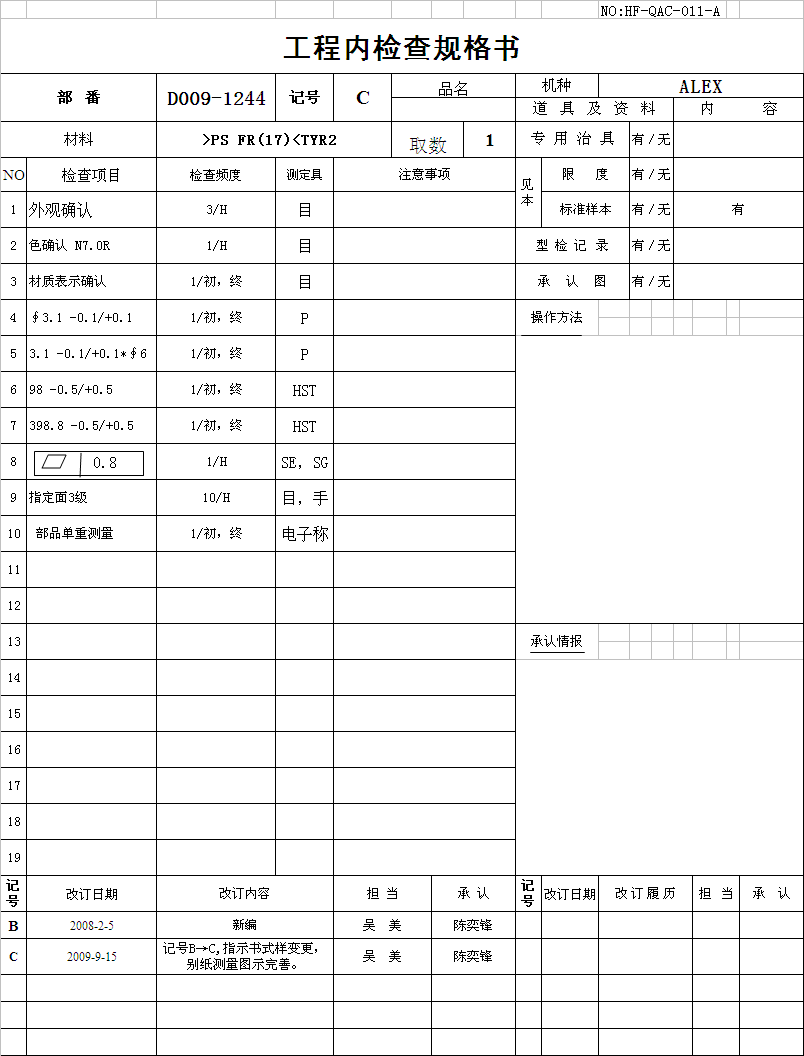 NO:HF-QAC-011-A
工程内检查规格书
部 番 D009-1244 记号 C 品名 机种 ALEX
道 具 及 资 料 内 容
材料 >PS FR(17)<TYR2 取数 1 专 用 治 具 有/无
NO 检查项目 检查频度 测定具 注意事项 见本 限 度 有/无
1 外观确认 3/H 目 标准样本 有/无 有
2 色确认 N7.0R 1/H 目 型 检 记 录 有/无
3 材质表示确认 1/初, 终 目 承 认 图 有/无
4 ∮3.1 -0.1/+0.1 1/初, 终 P 操作方法
5 3.1 -0.1/+0.1*∮6 1/初, 终 P
6 98 -0.5/+0.5 1/初, 终 HST
7 398.8 -0.5/+0.5 1/初, 终 HST
8 0.8 1/H SE, SG
9 指定面3级 10/H 目, 手
10 部品单重测量 1/初, 终 电子称
11
12
13 承认情报
14
15
16
17
18
19
记号 改订日期 改订内容 担 当 承 认 记号 改订日期 改 订 履 历 担 当 承 认
B 2008-2-5 新编 吴 美 陈奕锋
C 2009-9-15 记号B→C,指示书式样变更, 吴 美 陈奕锋
别纸测量图示完善。